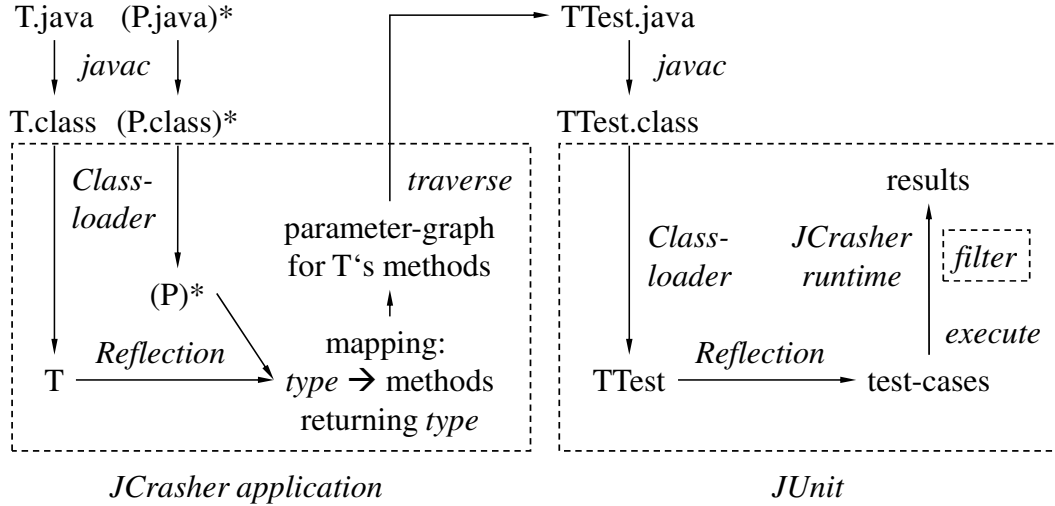 T.java (P.java)*
javac
T.class (P.class)*
Class-
loader
traverse
parameter-graph
for T‘s methods
(P)*
mapping:
Reflection
T
type → methods
returning type
JCrasher application
TTest.java
javac
TTest.class
results
Class-
loader
JCrasher
runtime
filter
execute
Reflection
TTest
test-cases
JUnit